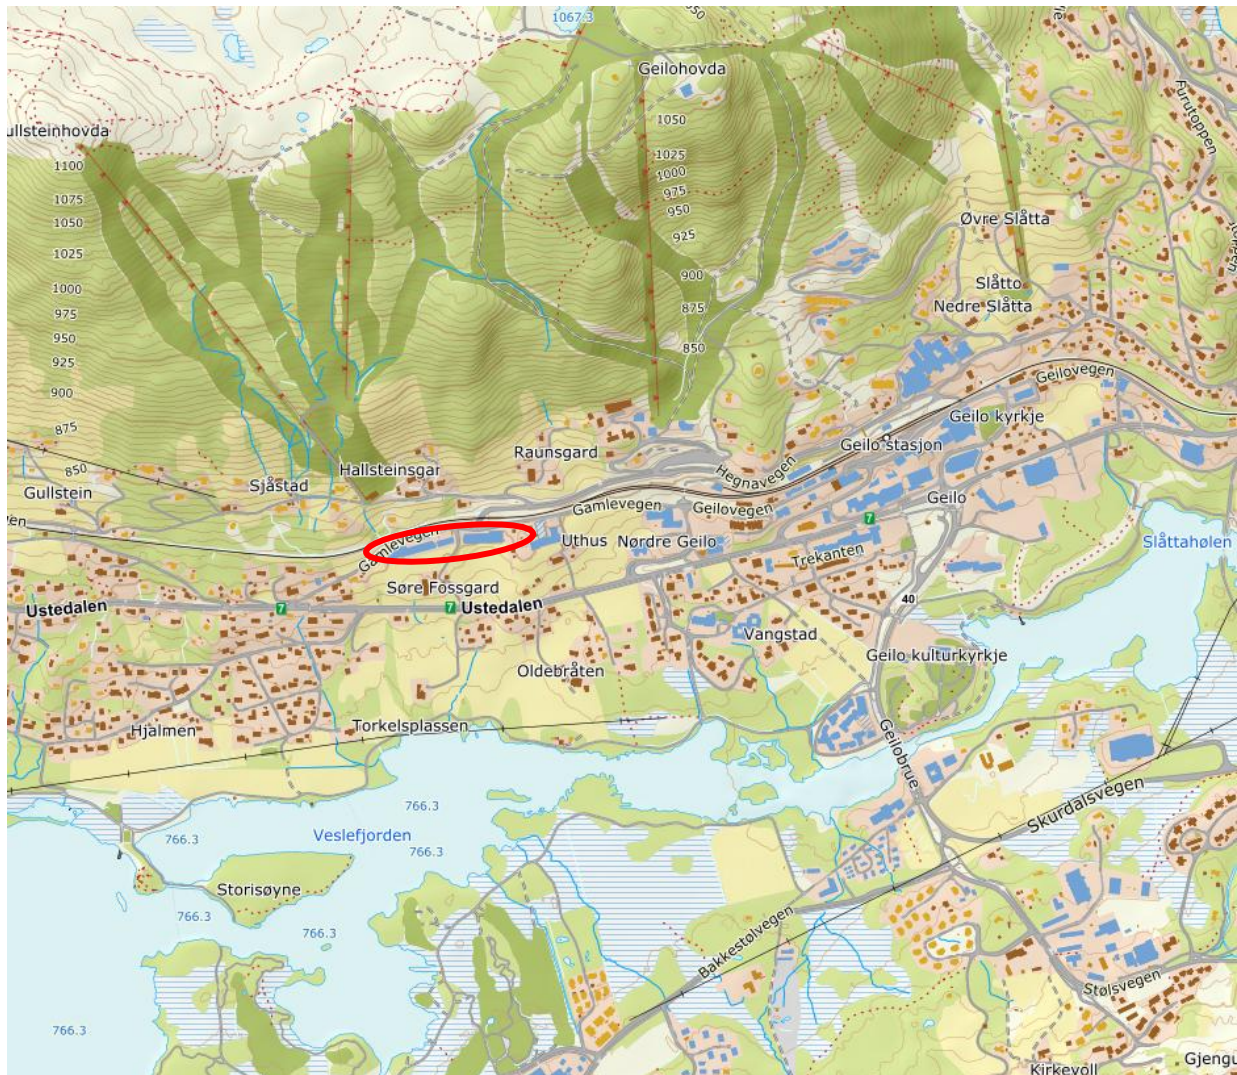 1067.3
Geilohovda
Furutoppen
1050
1025
1000
975
950
925
900
875
850
1100
1075
1050
1025
1000
975
950
925
900
875
850
Øvre Slåtta
Slåtto
Nedre Slåtta
Geilovegen
Geilo kyrkje
Geilo stasjon
Raunsgard
Hallsteinsgar
Sjåstad
Gullstein
Hegnavegen
Gamlevegen
Geilovegen
Geilo
7
Gamlevegen
Uthus
Nørdre Geilo
Trekanten
Slåttahølen
Søre Fossgard
Ustedalen
7
7
Ustedalen
40
Vangstad
Geilo kulturkyrkje
Oldebråten
Hjalmen
Torkelsplassen
Geilobrue
Skurdalsvegen
766.3
Veslefjorden
766.3
766.3
Storisøyne
766.3
766.3
766.3
Bakkestølvegen
Stølsvegen
Kirkevoll
Gjengu